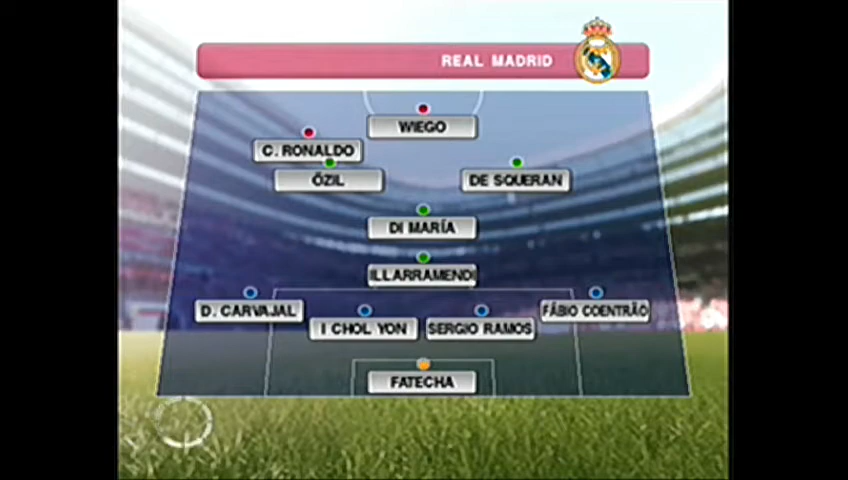 REAL MADRID
WIEGO
C. RONALDO
ÖZIL
DE SQUERAN
DI MARÍA
ILLARRAMENDI
D. CARVAJAL
I CHOL YON
SERGIO RAMOS
FÁBIO COENTRÃO
FATECHA